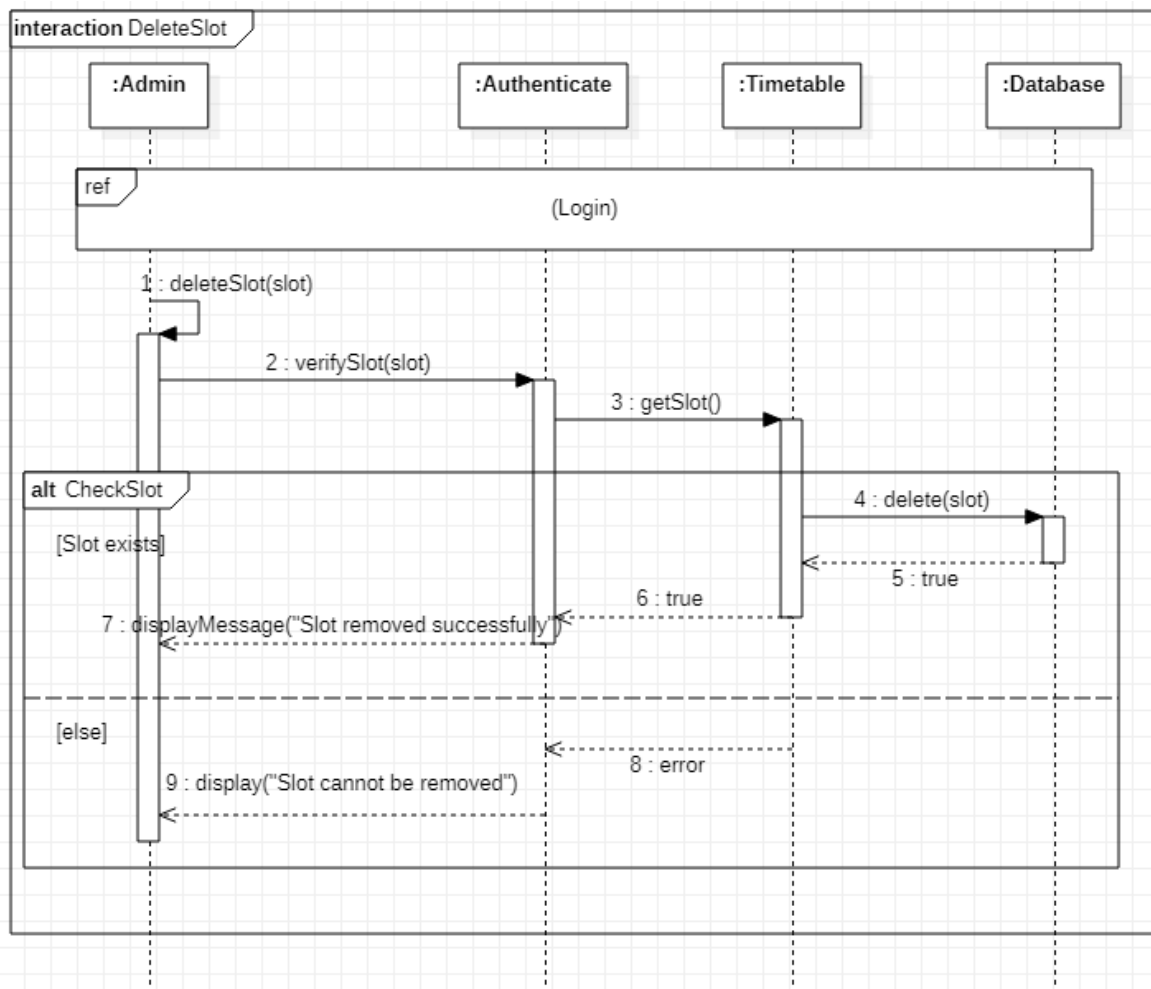 interaction DeleteSlot
:Admin
:Authenticate
:Timetable
:Database
ref
(Login)
1 : deleteSlot(slot)
2 : verifySlot(slot)
3 : getSlot()
alt CheckSlot
4 : delete(slot)
[Slot exists]
5 : true
6 : true
7 : displayMessage("Slot removed successfully")
[else]
8 : error
9 : display("Slot cannot be removed")